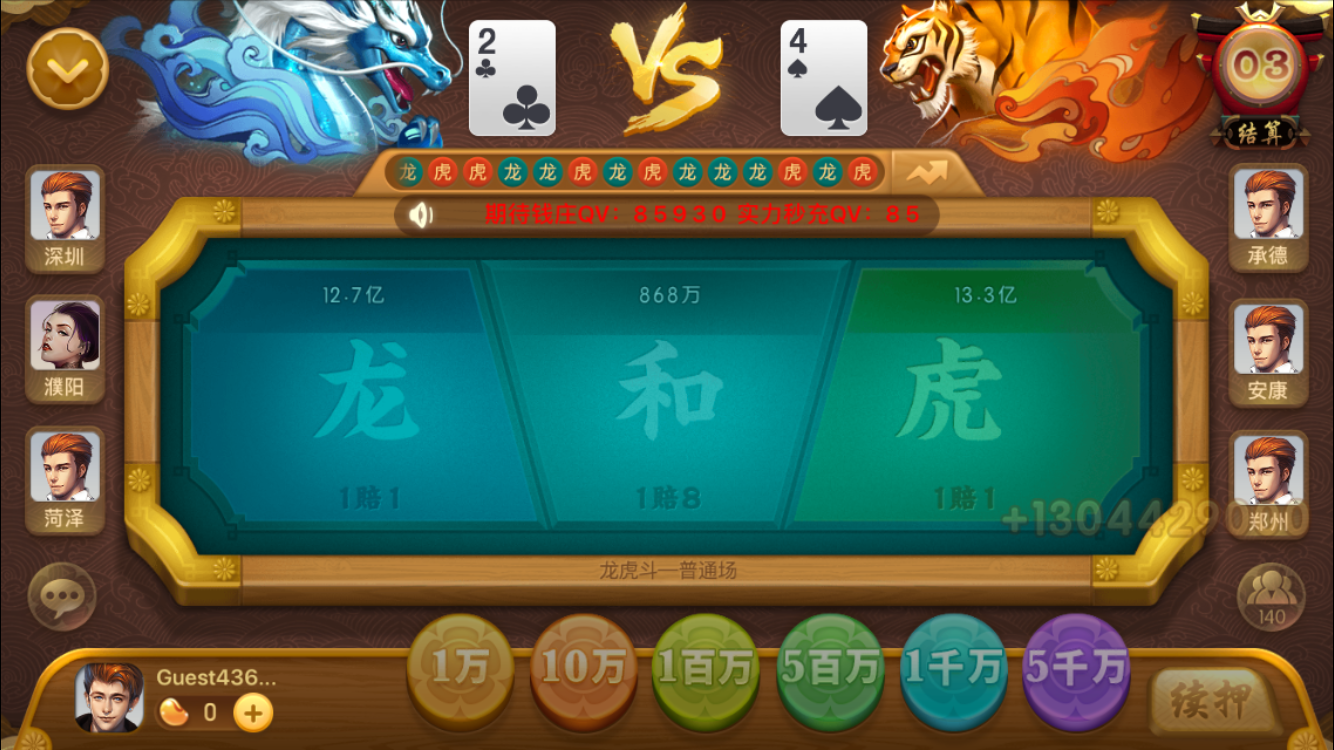 2
VS
4
03
结算
龙 虎 虎 龙 龙 虎 龙 虎 龙 龙 龙 虎 龙 虎
期待钱庄QV：85930 实力秒充QV：85
深圳
承德
12.7亿
868万
13.3亿
濮阳
龙
和
虎
安康
菏泽
1赔1
1赔8
1赔1
郑州
龙虎斗—普通场
140
Guest436...
0
1万
10万
1百万
5百万
1千万
5千万
续押